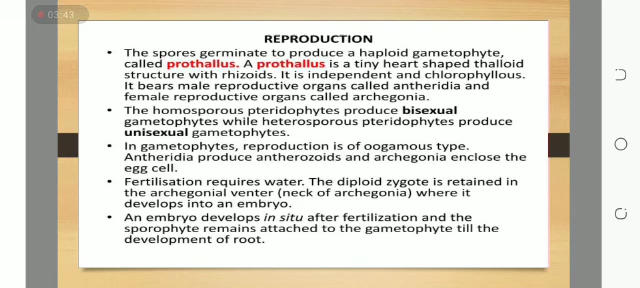 03:43
REPRODUCTION
• The spores germinate to produce a haploid gametophyte,
called prothallus. A prothallus is a tiny heart shaped thalloid
structure with rhizoids. It is independent and chlorophyllous.
It bears male reproductive organs called antheridia and
female reproductive organs called archegonia.
• The homosporous pteridophytes produce bisexual
gametophytes while heterosporous pteridophytes produce
unisexual gametophytes.
• In gametophytes, reproduction is of oogamous type.
Antheridia produce antherozoids and archegonia enclose the
egg cell.
• Fertilisation requires water. The diploid zygote is retained in
the archegonial venter (neck of archegonia) where it
develops into an embryo.
• An embryo develops in situ after fertilization and the
sporophyte remains attached to the gametophyte till the
development of root.